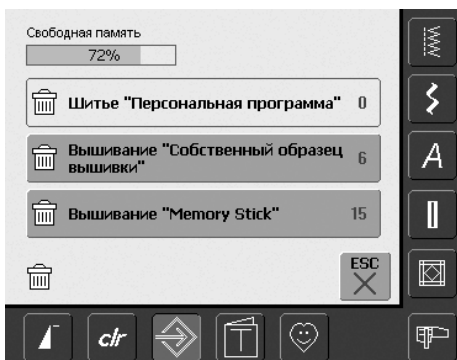 Свободная память
72%
Шитье "Персональная программа" 0
Вышивание "Собственный образец
вышивки" 6
Вышивание "Memory Stick" 15
ESC
A
clr
T